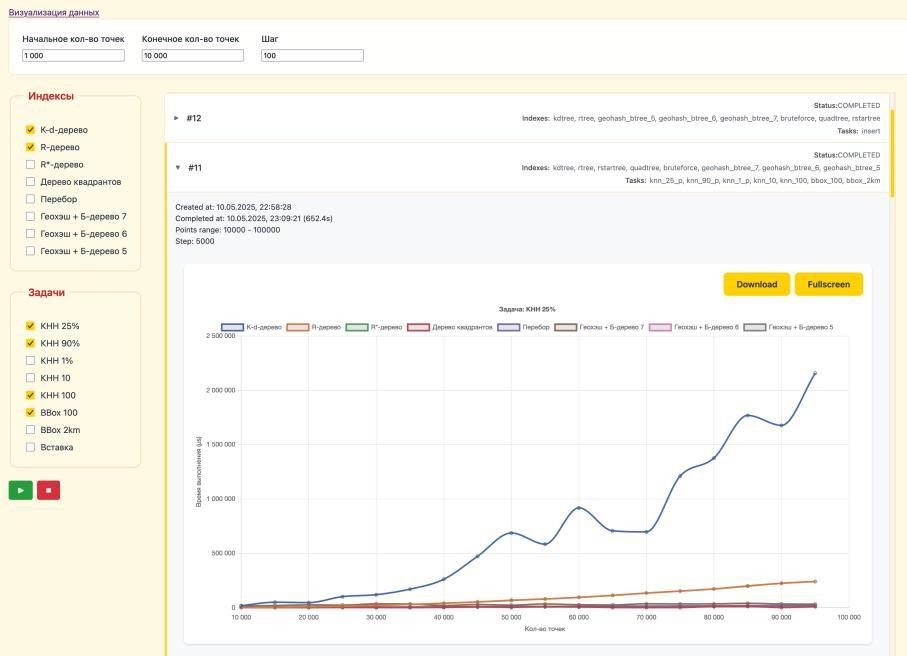 Визуализация данных
Начальное кол-во точек Конечное кол-во точек Шаг
1 000 10 000 100
Индексы
K-d-дерево
R-дерево
R*-дерево
Дерево квадрантов
Перебор
Геохэш + Б-дерево 7
Геохэш + Б-дерево 6
Геохэш + Б-дерево 5
Задачи
КНН 25%
КНН 90%
КНН 1%
КНН 10
КНН 100
BBox 100
BBox 2km
Вставка
#12
Status:COMPLETED
Indexes: kdtree, rtree, geohash_btree_5, geohash_btree_6, geohash_btree_7, bruteforce, quadtree, rstartree
Tasks: insert
#11
Status:COMPLETED
Indexes: kdtree, rtree, rstartree, quadtree, bruteforce, geohash_btree_7, geohash_btree_6, geohash_btree_5
Tasks: knn_25_p, knn_90_p, knn_1_p, knn_10, knn_100, bbox_100, bbox_2km
Created at: 10.05.2025, 22:58:28
Completed at: 10.05.2025, 23:09:21 (652.4s)
Points range: 10000 - 100000
Step: 5000
Download Fullscreen
Задача: КНН 25%
K-d-дерево R-дерево R*-дерево Дерево квадрантов Перебор Геохэш + Б-дерево 7 Геохэш + Б-дерево 6 Геохэш + Б-дерево 5
2 500 000
2 000 000
1 500 000
1 000 000
500 000
0
Время выполнения (μs)
10 000 20 000 30 000 40 000 50 000 60 000 70 000 80 000 90 000 100 000
Кол-во точек